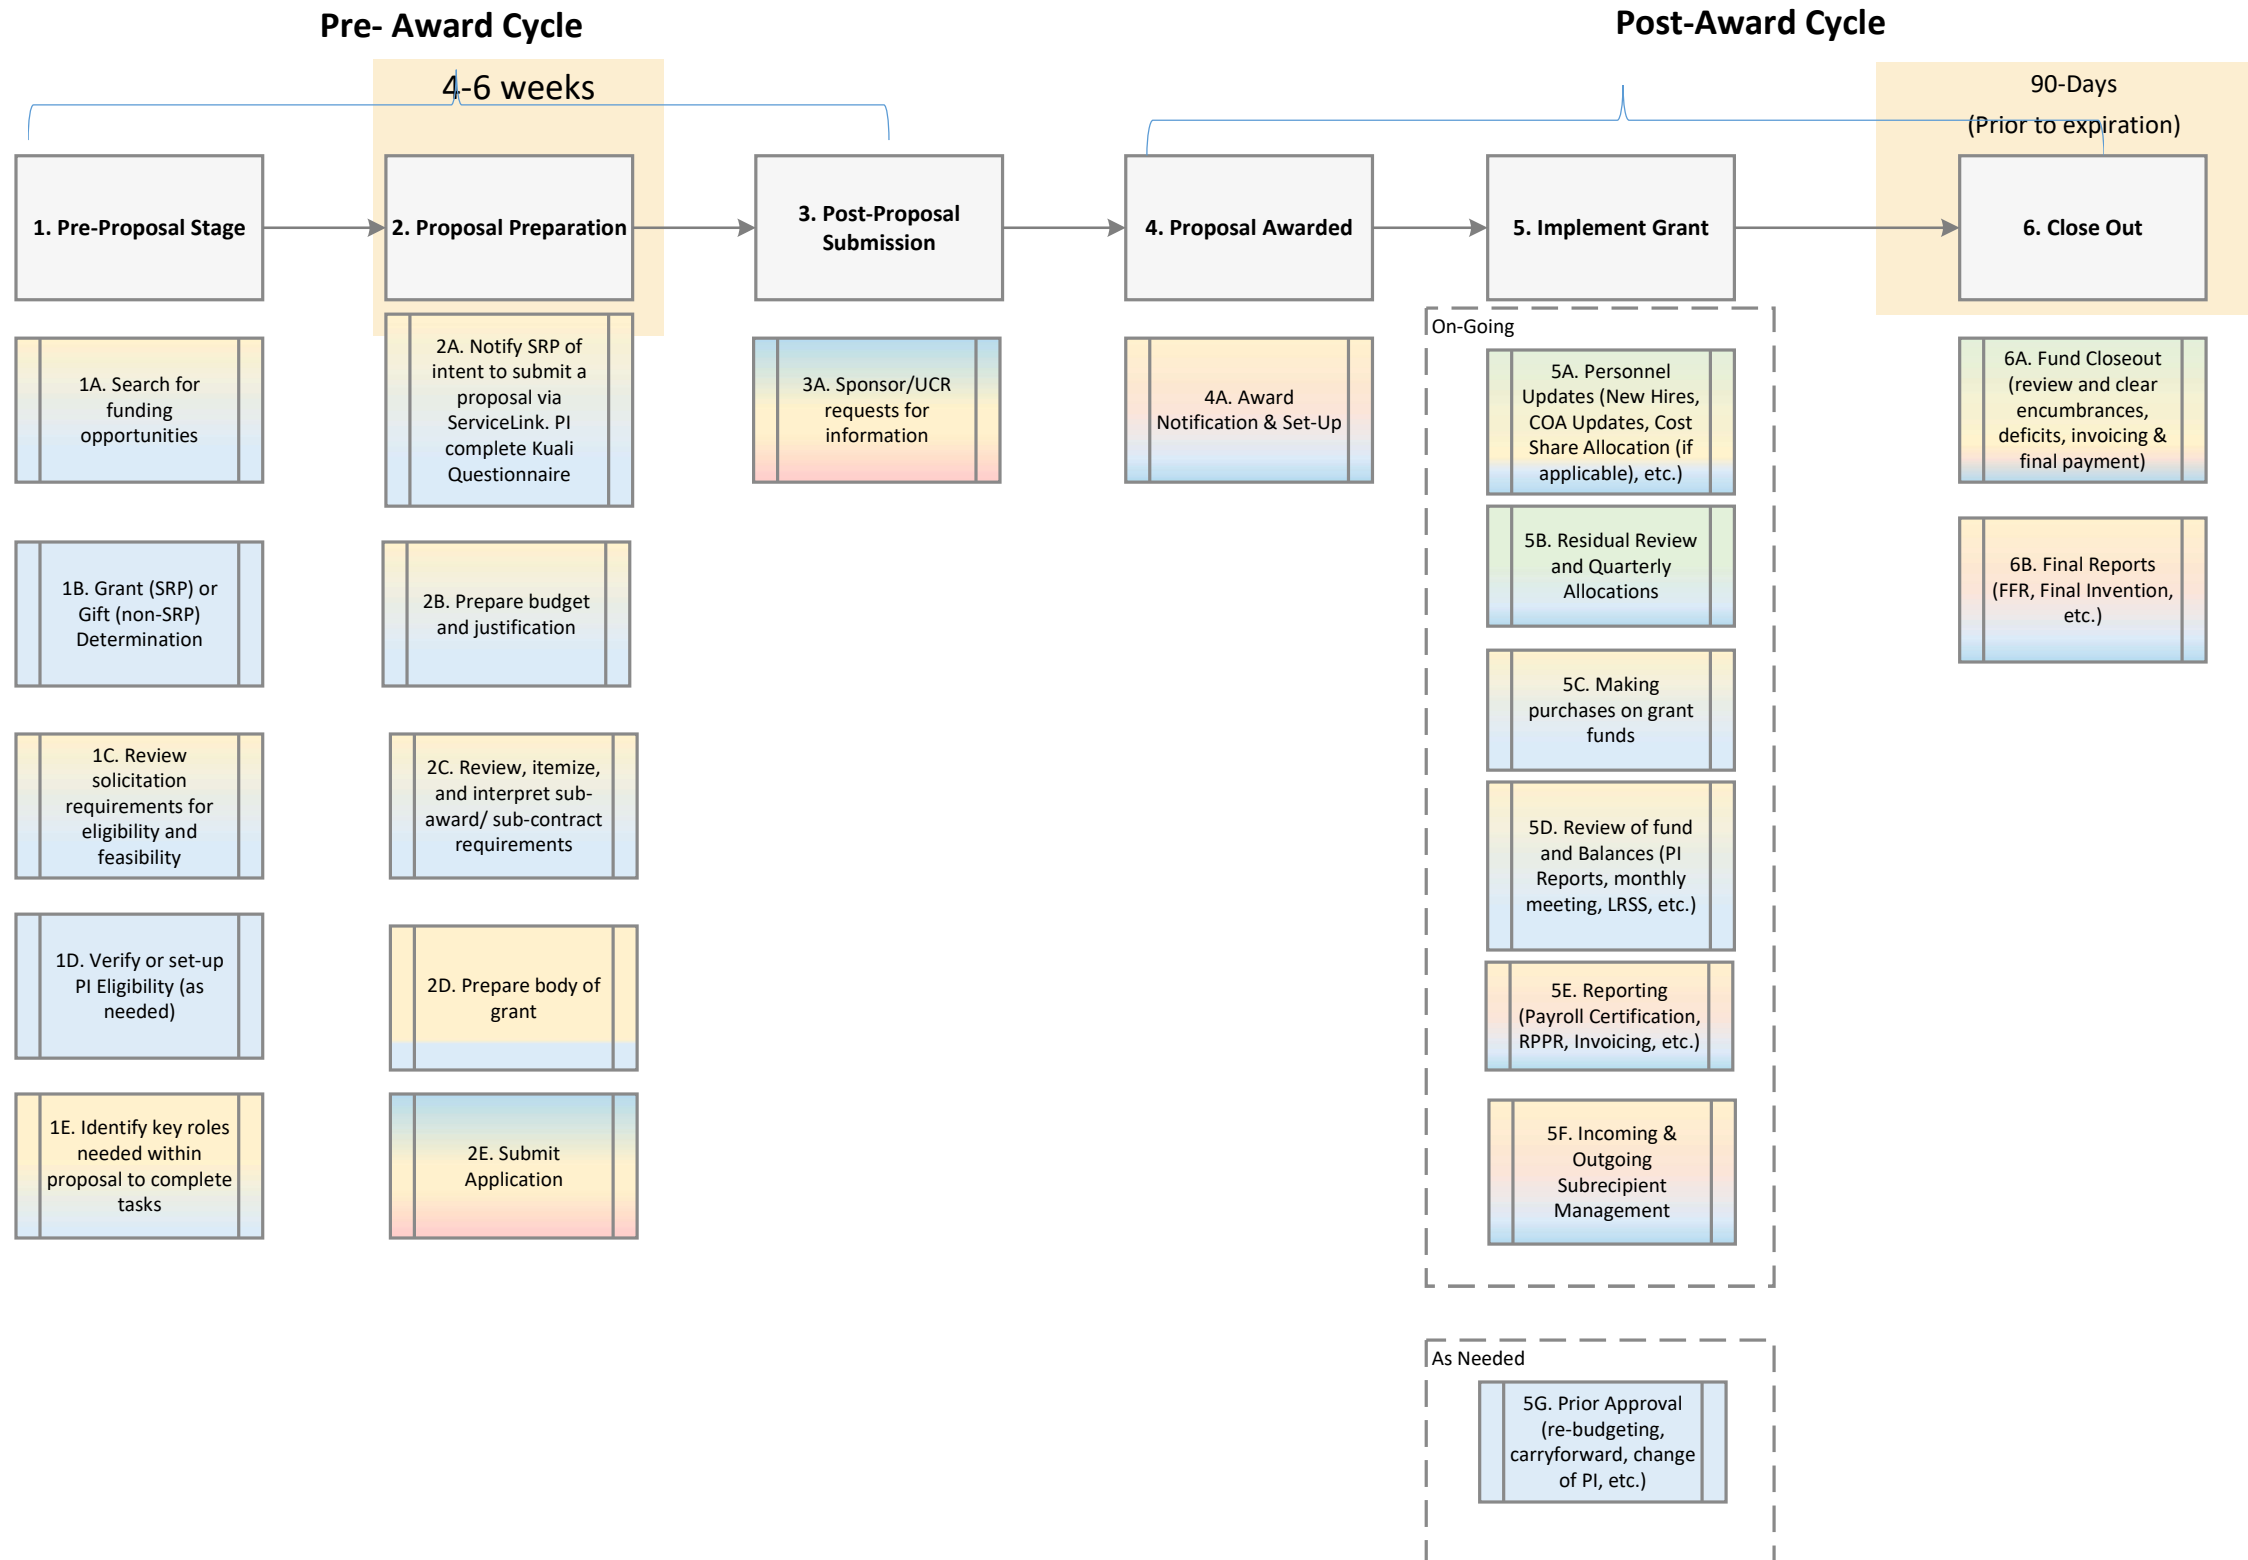 Pre- Award Cycle
Post-Award Cycle
4-6 weeks
90-Days
(Prior to expiration)
1. Pre-Proposal Stage
2. Proposal Preparation
3. Post-Proposal
Submission
4. Proposal Awarded
5. Implement Grant
6. Close Out
1A. Search for
funding
opportunities
1B. Grant (SRP) or
Gift (non-SRP)
Determination
1C. Review
solicitation
requirements for
eligibility and
feasibility
1D. Verify or set-up
PI Eligibility (as
needed)
1E. Identify key roles
needed within
proposal to complete
tasks
2A. Notify SRP of
intent to submit a
proposal via
ServiceLink. PI
complete Kuali
Questionnaire
2B. Prepare budget
and justification
2C. Review, itemize,
and interpret sub-
award/ sub-contract
requirements
2D. Prepare body of
grant
2E. Submit
Application
3A. Sponsor/UCR
requests for
information
4A. Award
Notification & Set-Up
On-Going
5A. Personnel
Updates (New Hires,
COA Updates, Cost
Share Allocation (if
applicable), etc.)
5B. Residual Review
and Quarterly
Allocations
5C. Making
purchases on grant
funds
5D. Review of fund
and Balances (PI
Reports, monthly
meeting, LRSS, etc.)
5E. Reporting
(Payroll Certification,
RPPR, Invoicing, etc.)
5F. Incoming &
Outgoing
Subrecipient
Management
As Needed
5G. Prior Approval
(re-budgeting,
carryforward, change
of PI, etc.)
6A. Fund Closeout
(review and clear
encumbrances,
deficits, invoicing &
final payment)
6B. Final Reports
(FFR, Final Invention,
etc.)